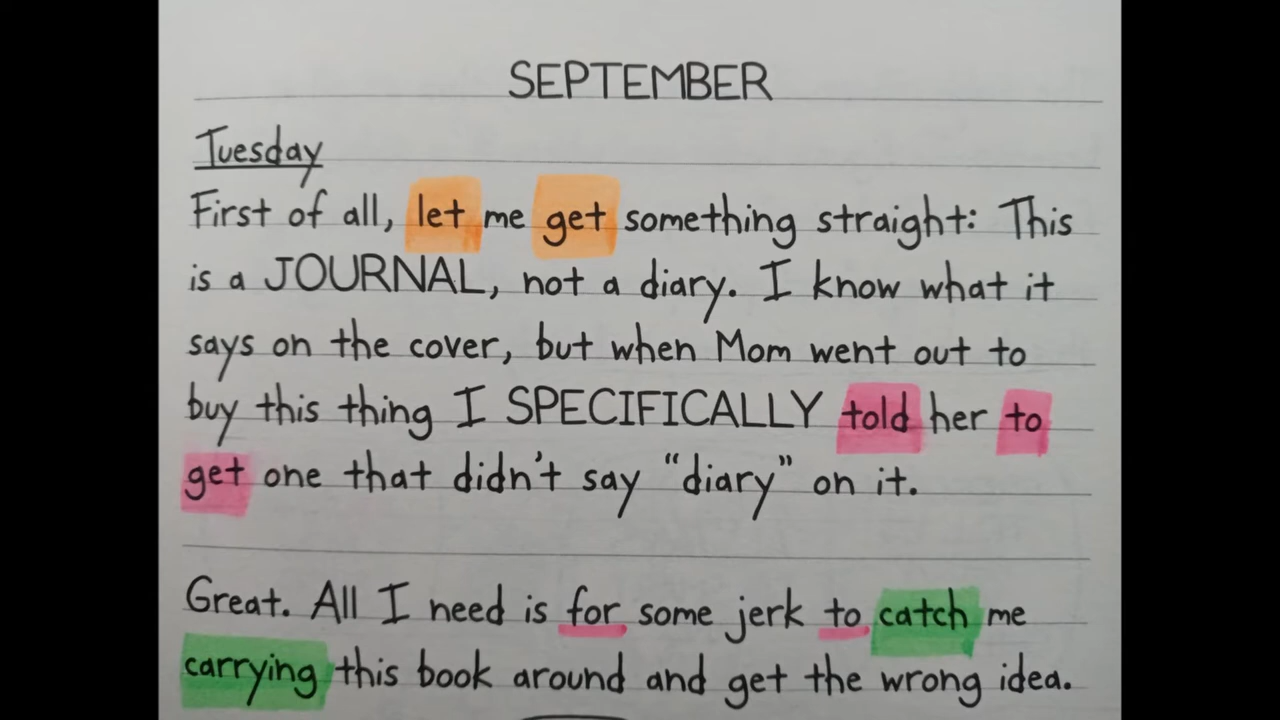 SEPTEMBER
Tuesday
First of all, let me get something straight: This
is a JOURNAL, not a diary. I know what it
says on the cover, but when Mom went out to
buy this thing I SPECIFICALLY told her to
get one that didn't say "diary" on it.
Great. All I need is for some jerk to catch me
carrying this book around and get the wrong idea.